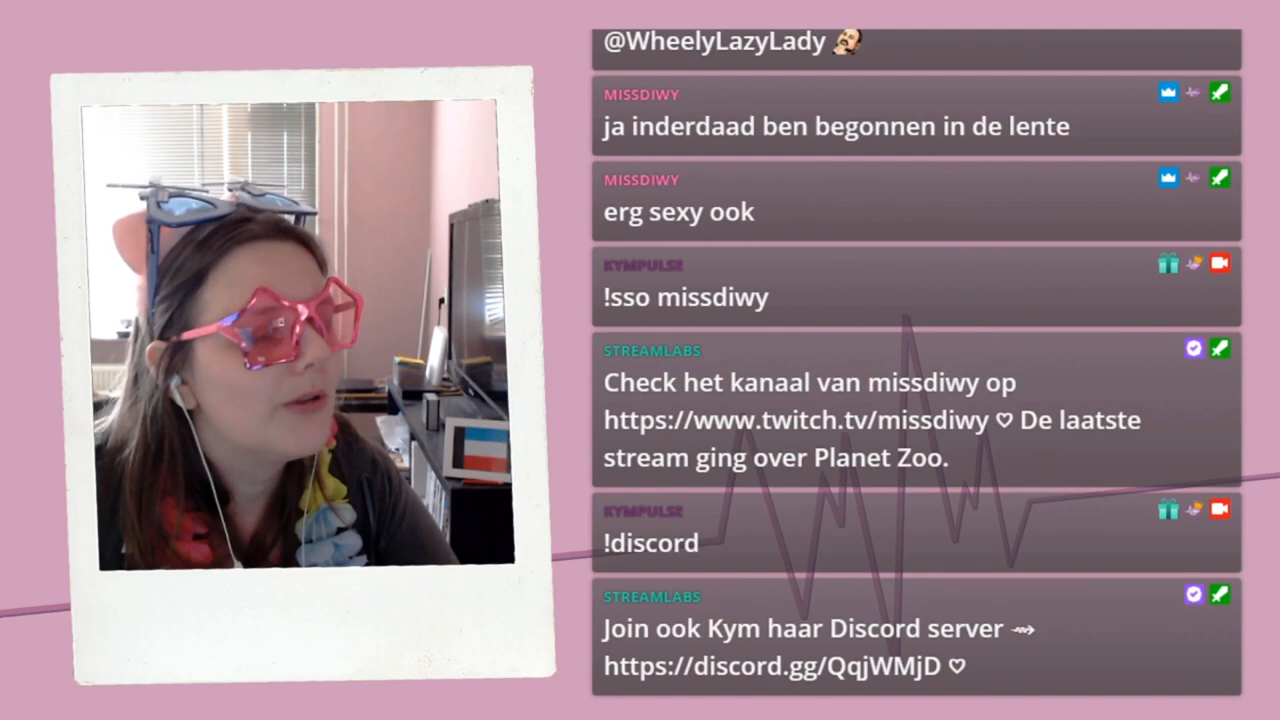 @WheelyLazyLady
MISSDIWY
ja inderdaad ben begonnen in de lente
MISSDIWY
erg sexy ook
KYMPULSE
!sso missdiwy
STREAMLABS
Check het kanaal van missdiwy op
https://www.twitch.tv/missdiwy ♡ De laatste
stream ging over Planet Zoo.
KYMPULSE
!discord
STREAMLABS
Join ook Kym haar Discord server ⇝
https://discord.gg/QqjWMjD ♡